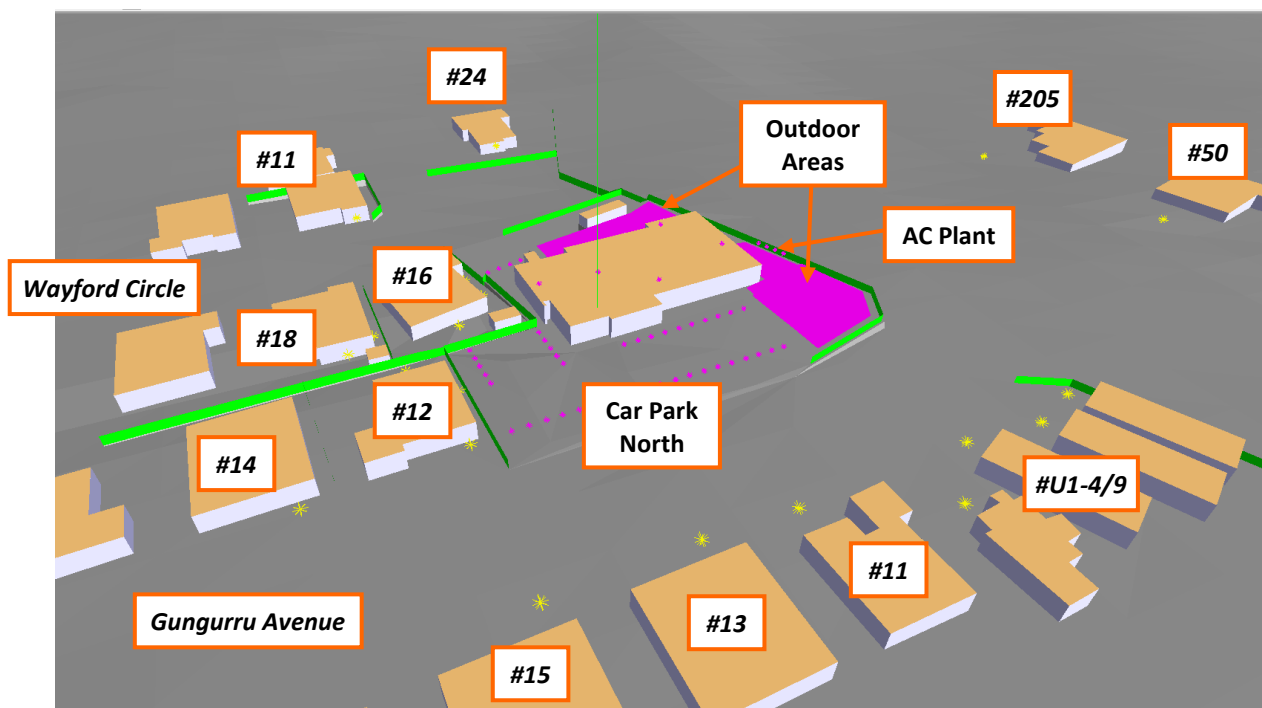 #24
#205
Outdoor
Areas
#11
#50
AC Plant
#16
Wayford Circle
#18
#12
Car Park
North
#14
#U1-4/9
#11
Gungurru Avenue
#13
#15